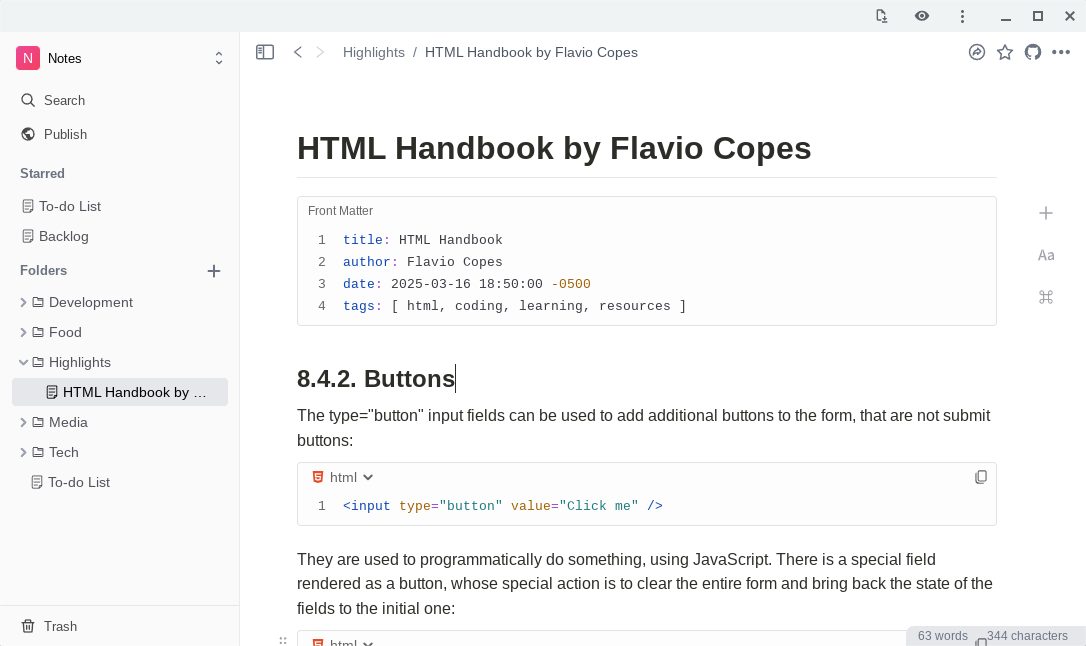 N Notes
Search
Publish
Starred
To-do List
Backlog
Folders
Development
Food
Highlights
HTML Handbook by …
Media
Tech
To-do List
Trash
Highlights / HTML Handbook by Flavio Copes
HTML Handbook by Flavio Copes
Front Matter
1 title: HTML Handbook
2 author: Flavio Copes
3 date: 2025-03-16 18:50:00 -0500
4 tags: [ html, coding, learning, resources ]
Aa
8.4.2. Buttons
The type="button" input fields can be used to add additional buttons to the form, that are not submit
buttons:
html
1 <input type="button" value="Click me" />
They are used to programmatically do something, using JavaScript. There is a special field
rendered as a button, whose special action is to clear the entire form and bring back the state of the
fields to the initial one:
html
63 words 344 characters